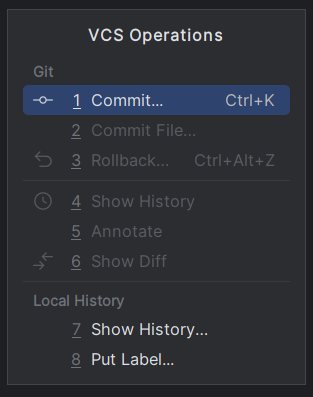 VCS Operations
Git
1 Commit... Ctrl+K
2 Commit File...
3 Rollback... Ctrl+Alt+Z
4 Show History
5 Annotate
6 Show Diff
Local History
7 Show History...
8 Put Label...